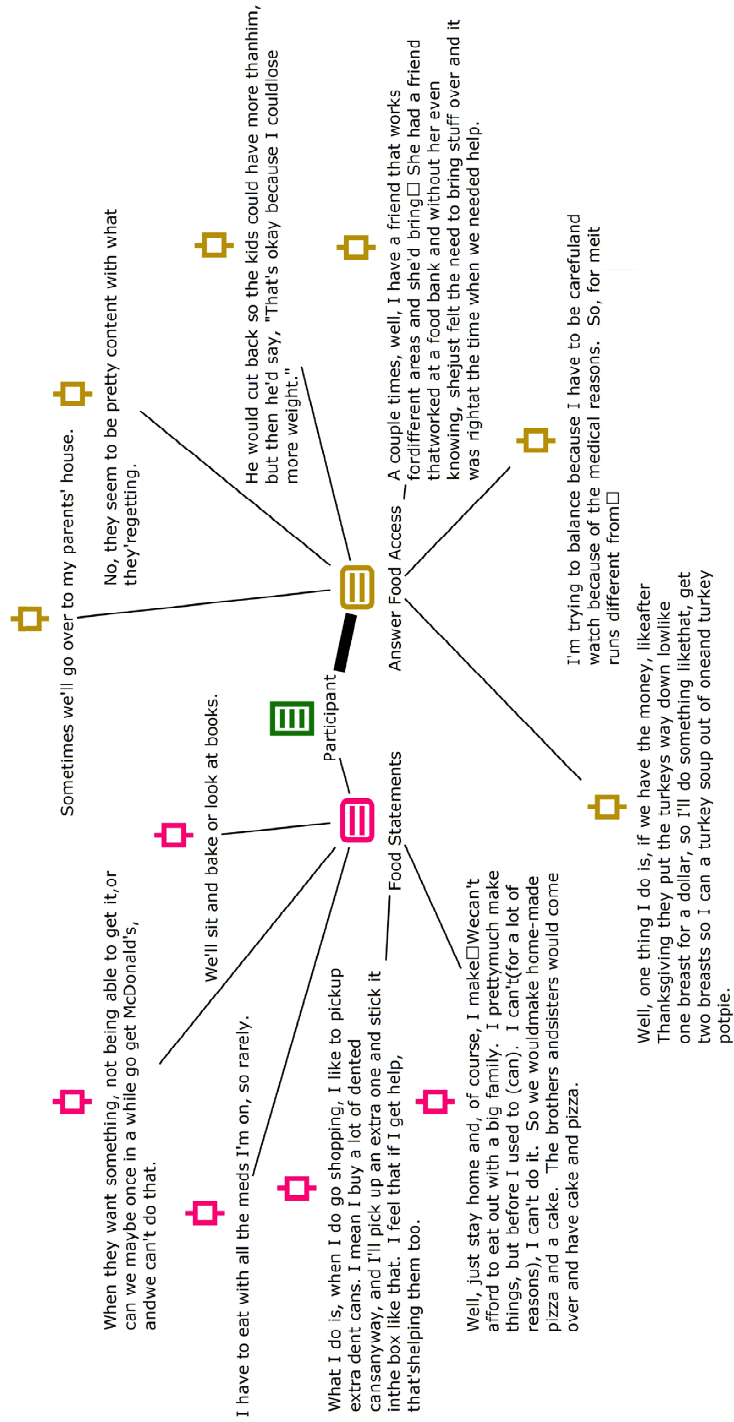 When they want something, not being able to get it,or
can we maybe once in a while go get McDonald's,
andwe can't do that.
We'll sit and bake or look at books.
I have to eat with all the meds I'm on, so rarely.
What I do is, when I do go shopping, I like to pickup
extra dent cans. I mean I buy a lot of dented
cansanyway, and I'll pick up an extra one and stick it
inthe box like that.  I feel that if I get help,
that'shelping them too.
Well, just stay home and, of course, I make□Wecan't
afford to eat out with a big family.  I prettymuch make
things, but before I used to (can).  I can't(for a lot of
reasons), I can't do it.  So we wouldmake home-made
pizza and a cake.  The brothers andsisters would come
over and have cake and pizza.
Food Statements
Participant
Answer Food Access
Sometimes we'll go over to my parents' house.
No, they seem to be pretty content with what
they'regetting.
He would cut back so the kids could have more thanhim,
but then he'd say, "That's okay because I couldlose
more weight."
A couple times, well, I have a friend that works
fordifferent areas and she'd bring□ She had a friend
thatworked at a food bank and without her even
knowing, shejust felt the need to bring stuff over and it
was rightat the time when we needed help.
I'm trying to balance because I have to be carefuland
watch because of the medical reasons.  So, for meit
runs different from□
Well, one thing I do is, if we have the money, likeafter
Thanksgiving they put the turkeys way down lowlike
one breast for a dollar, so I'll do something likethat, get
two breasts so I can a turkey soup out of oneand turkey
potpie.